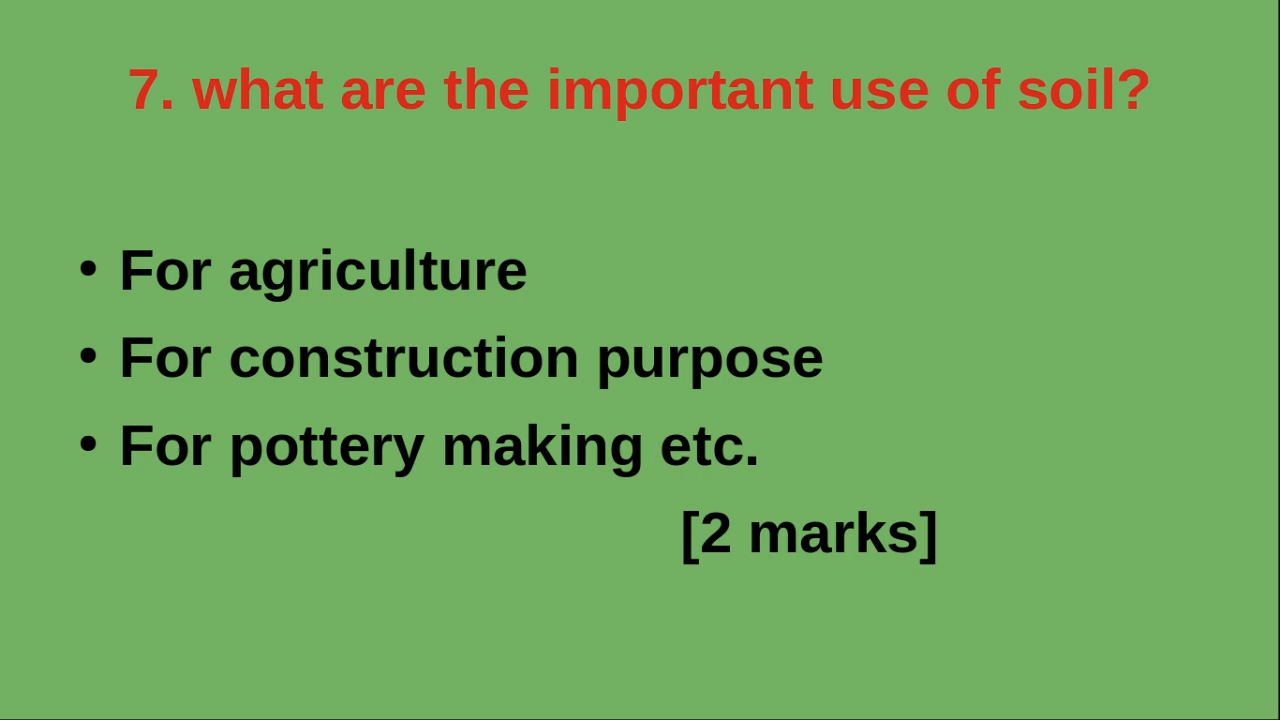 7. what are the important use of soil?
• For agriculture
• For construction purpose
• For pottery making etc.
[2 marks]